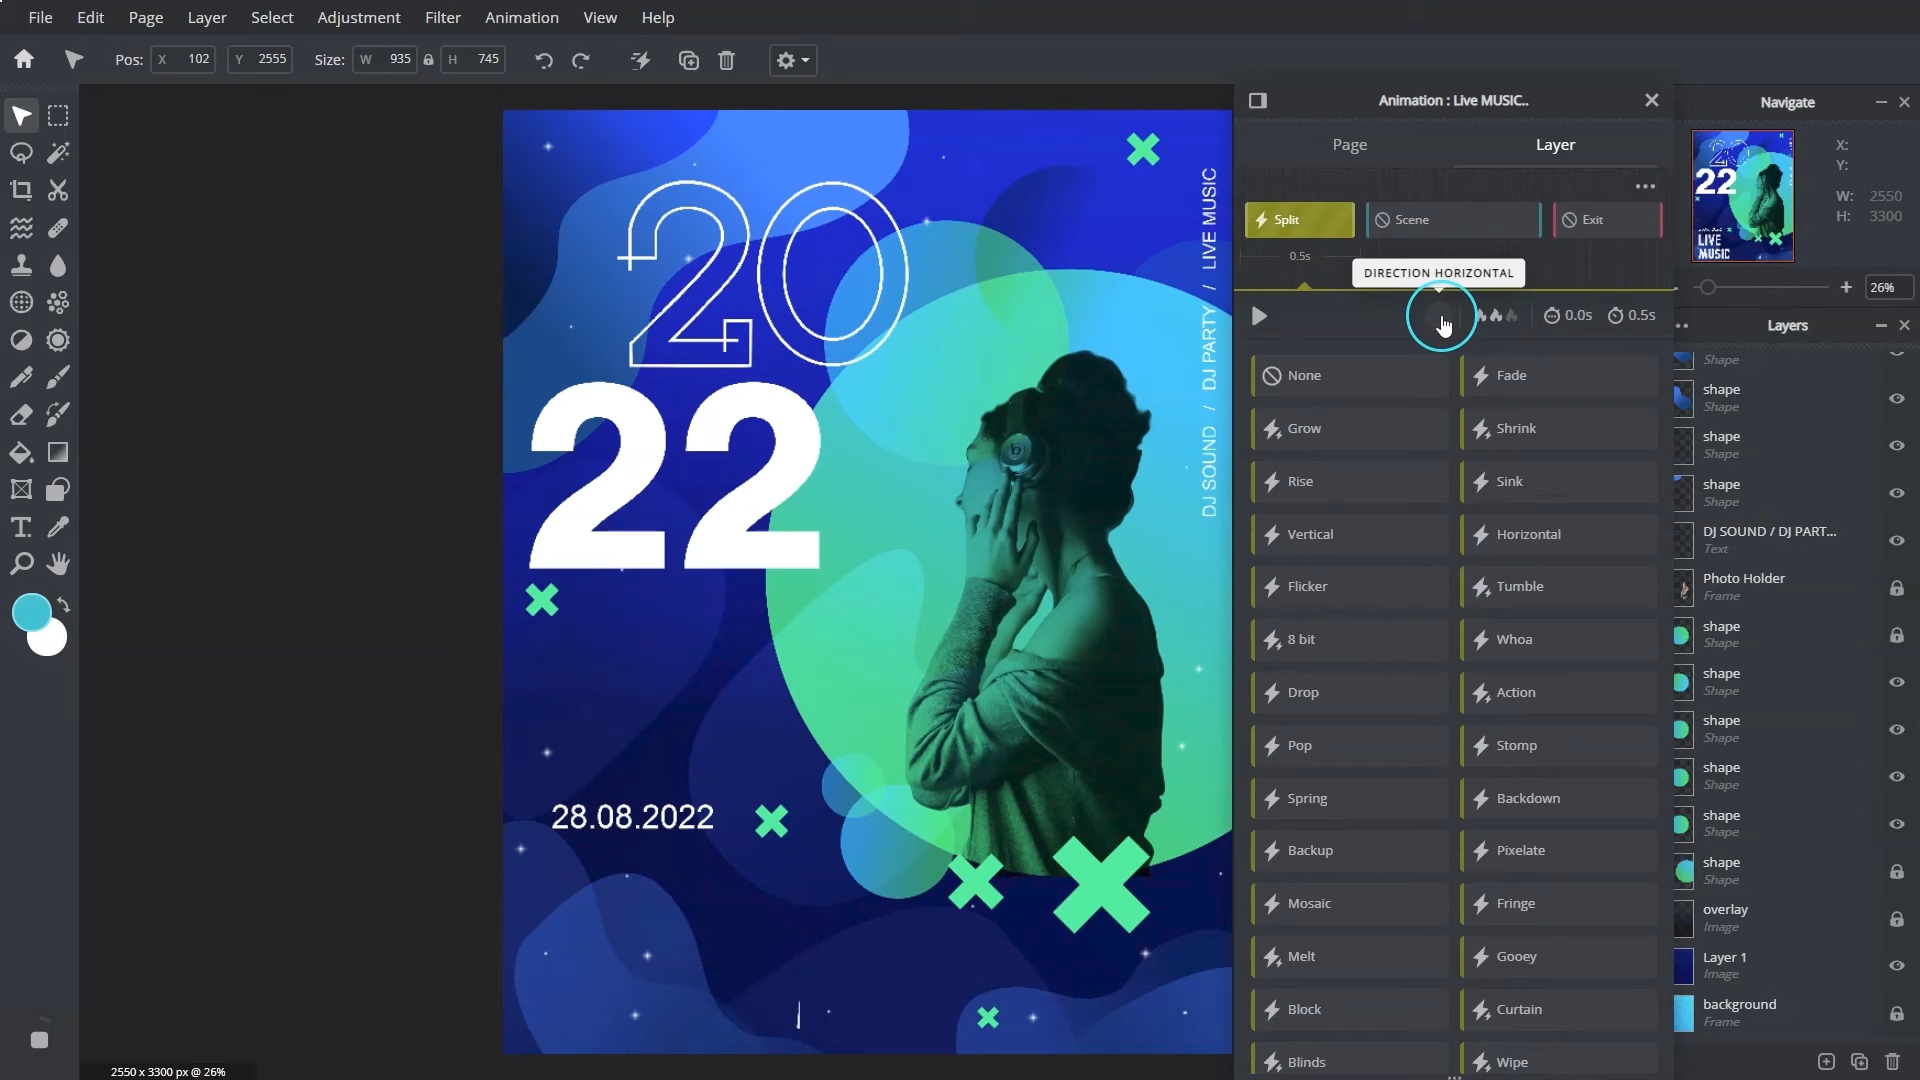 File Edit Page Layer Select Adjustment Filter Animation View Help
Pos: X 102 Y 2555 Size: W 935 H 745
Animation : Live MUSIC..
Page Layer
Split Scene Exit
0.5s
DIRECTION HORIZONTAL
0.0s 0.5s
None Fade
Grow Shrink
Rise Sink
Vertical Horizontal
Flicker Tumble
8 bit Whoa
Drop Action
Pop Stomp
Spring Backdown
Backup Pixelate
Mosaic Fringe
Melt Gooey
Block Curtain
Blinds Wipe
20
22
28.08.2022
DJ SOUND / DJ PARTY / LIVE MUSIC
Navigate
20
22
LIVE
MUSIC
X:
Y:
W: 2550
H: 3300
26%
Layers
Shape
shape
Shape
shape
Shape
shape
Shape
DJ SOUND / DJ PART...
Text
Photo Holder
Frame
shape
Shape
shape
Shape
shape
Shape
shape
Shape
shape
Shape
shape
Shape
overlay
Image
Layer 1
Image
background
Frame
2550 x 3300 px @ 26%